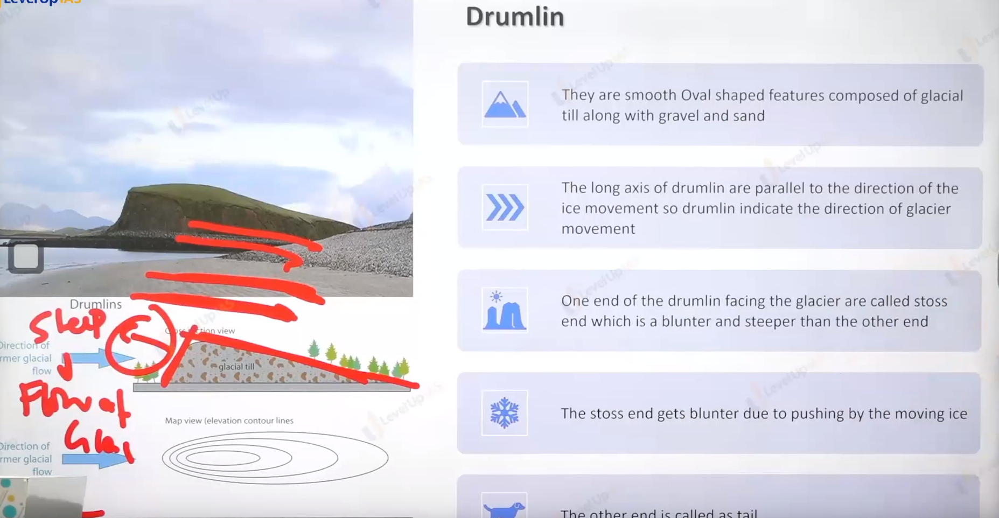 LevelUp IAS
Drumlin
They are smooth Oval shaped features composed of glacial
till along with gravel and sand
The long axis of drumlin are parallel to the direction of the
ice movement so drumlin indicate the direction of glacier
movement
One end of the drumlin facing the glacier are called stoss
end which is a blunter and steeper than the other end
The stoss end gets blunter due to pushing by the moving ice
The other end is called as tail
Drumlins
Steep
view
Direction of
rmer glacial
flow
glacial till
Flow of
Map view (elevation contour lines
Direction of
rmer glacial
flow